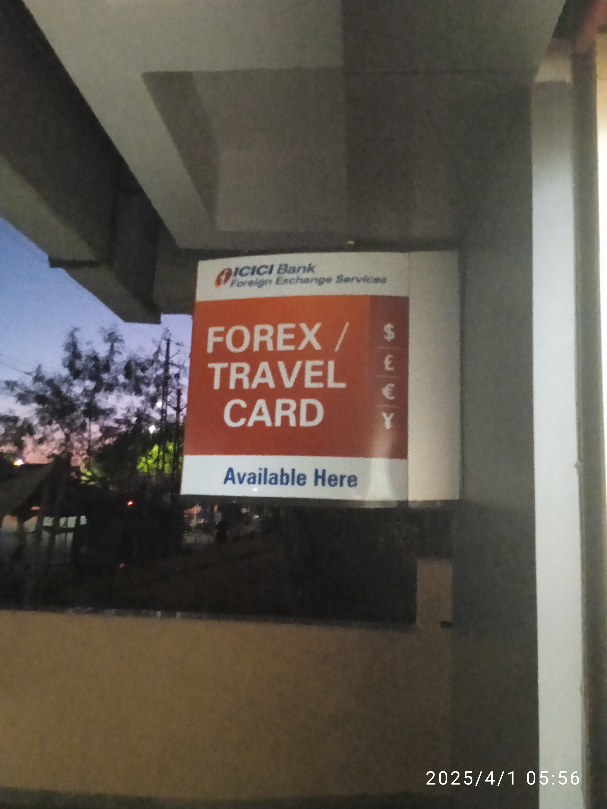 ICICI Bank
Foreign Exchange Services
FOREX /
TRAVEL
CARD
$
£
€
¥
Available Here
2025/4/1 05:56